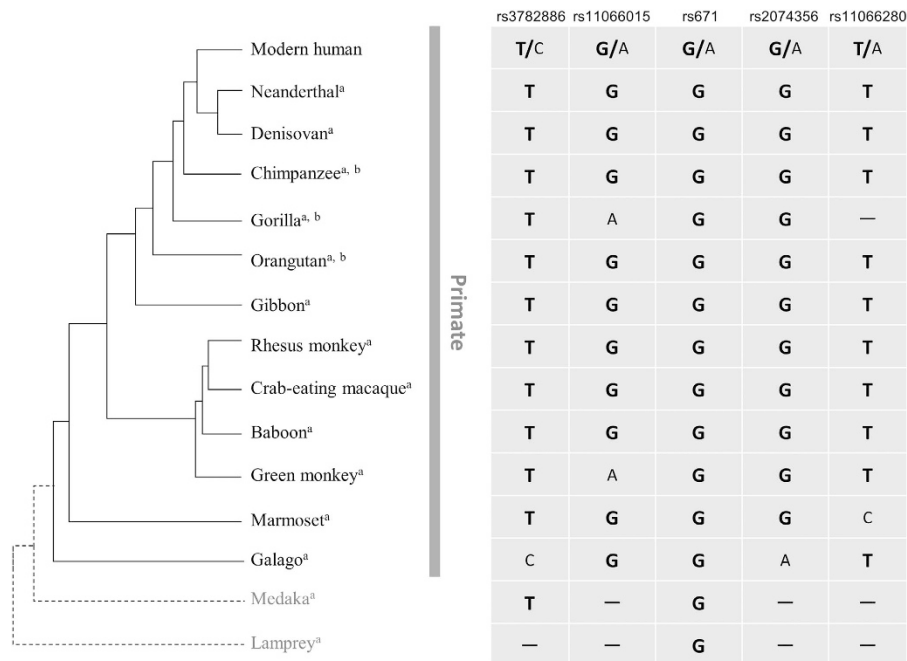 rs3782886 rs11066015 rs671 rs2074356 rs11066280
Modern human T/C G/A G/A G/A T/A
Neanderthalᵃ T G G G T
Denisovanᵃ T G G G T
Chimpanzeeᵃ, ᵇ T G G G T
Gorillaᵃ, ᵇ T A G G —
Orangutanᵃ, ᵇ T G G G T
Gibbonᵃ T G G G T
Primate
Rhesus monkeyᵃ T G G G T
Crab-eating macaqueᵃ T G G G T
Baboonᵃ T G G G T
Green monkeyᵃ T A G G T
Marmosetᵃ T G G G C
Galagoᵃ C G G A T
Medakaᵃ T — G — —
Lampreyᵃ — — G — —